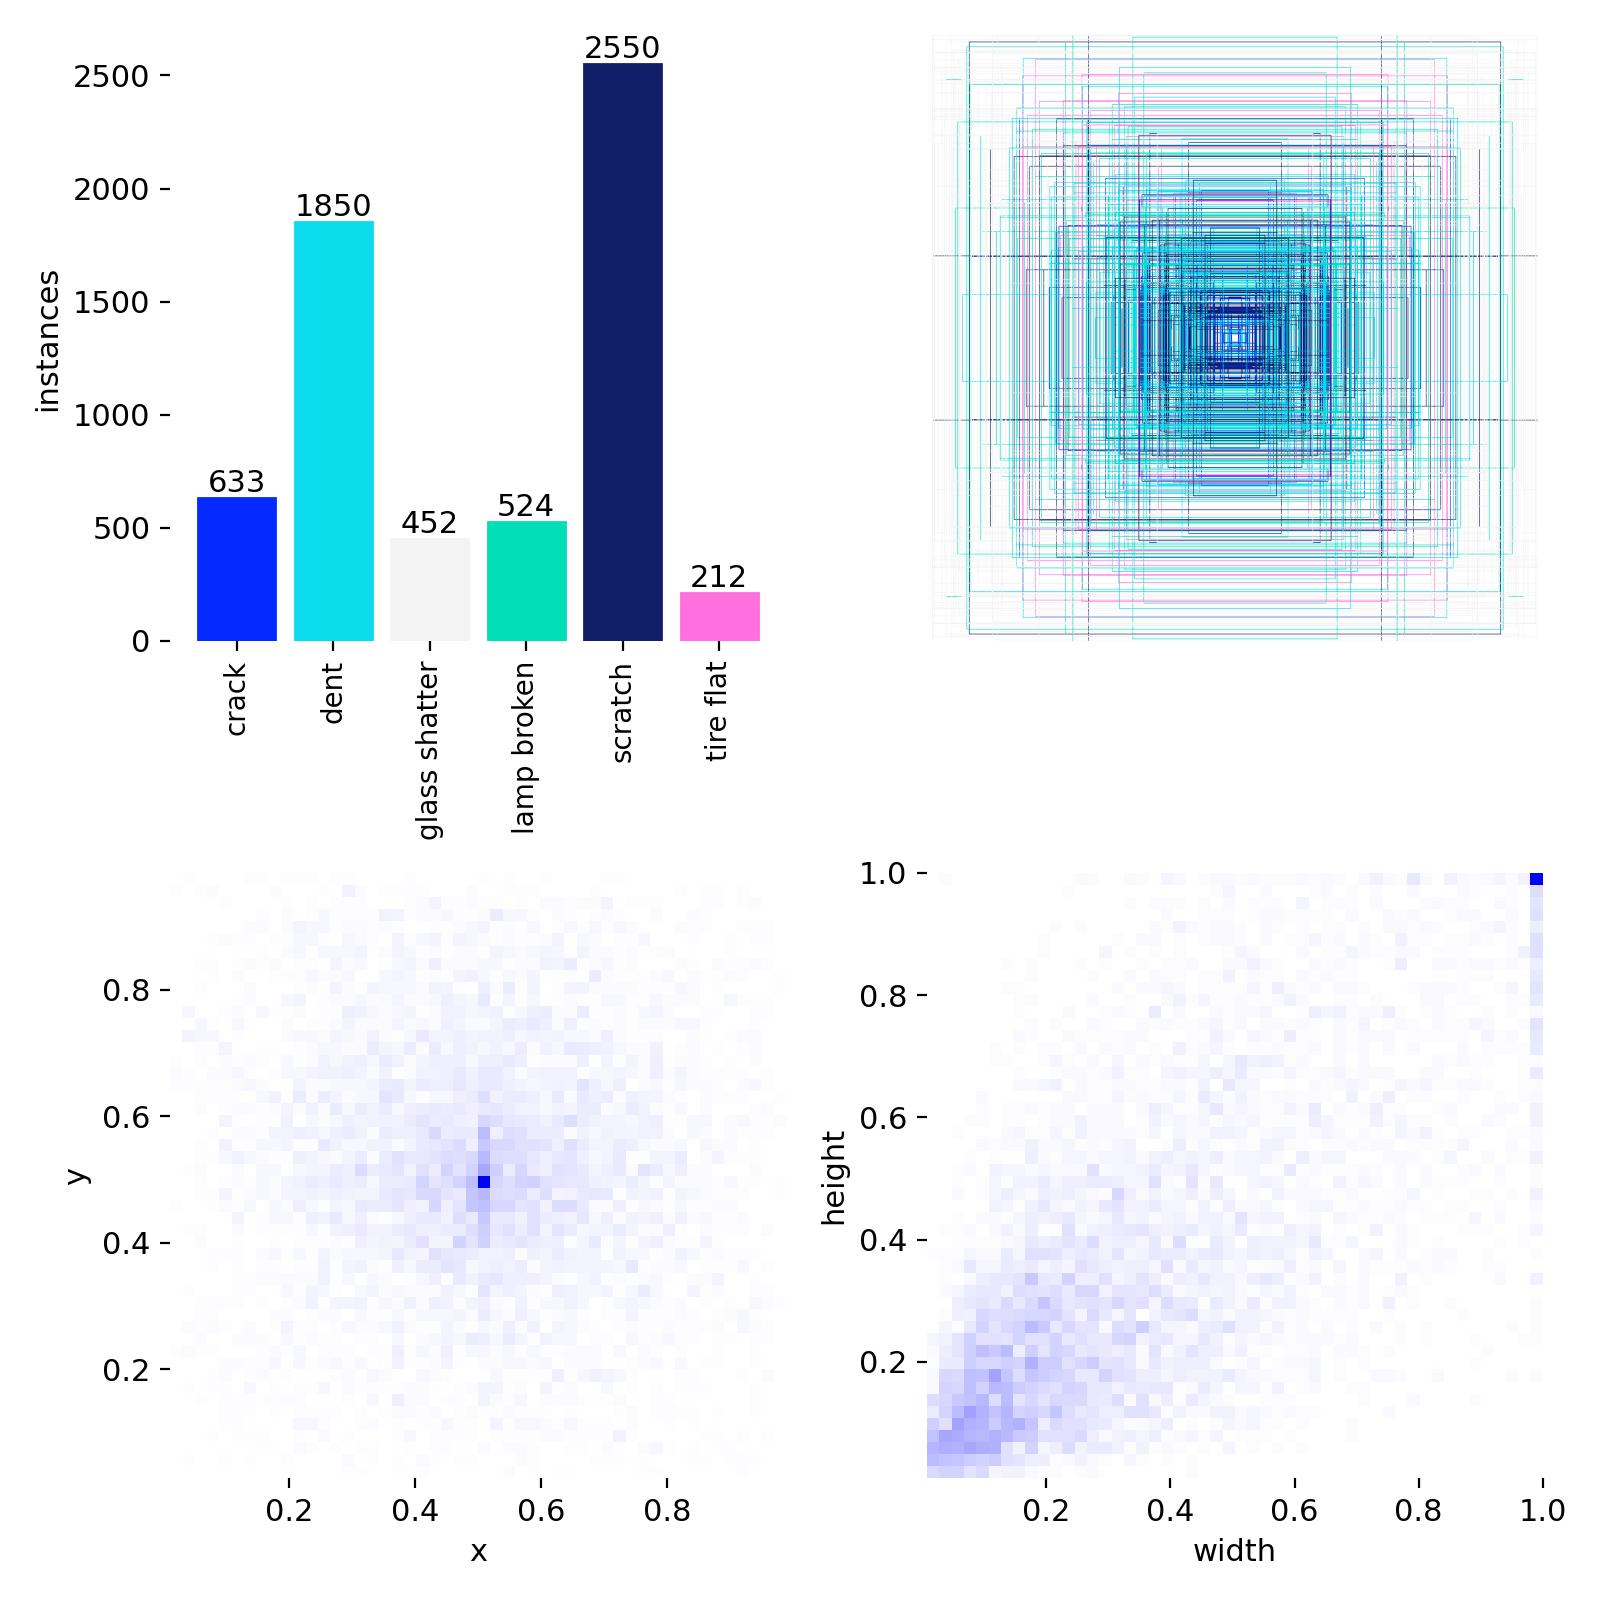 2500
2000
1500
1000
500
0
instances
633
1850
452
524
2550
212
crack
dent
glass shatter
lamp broken
scratch
tire flat
0.8
0.6
0.4
0.2
y
0.2 0.4 0.6 0.8
x
1.0
0.8
0.6
0.4
0.2
height
0.2 0.4 0.6 0.8 1.0
width